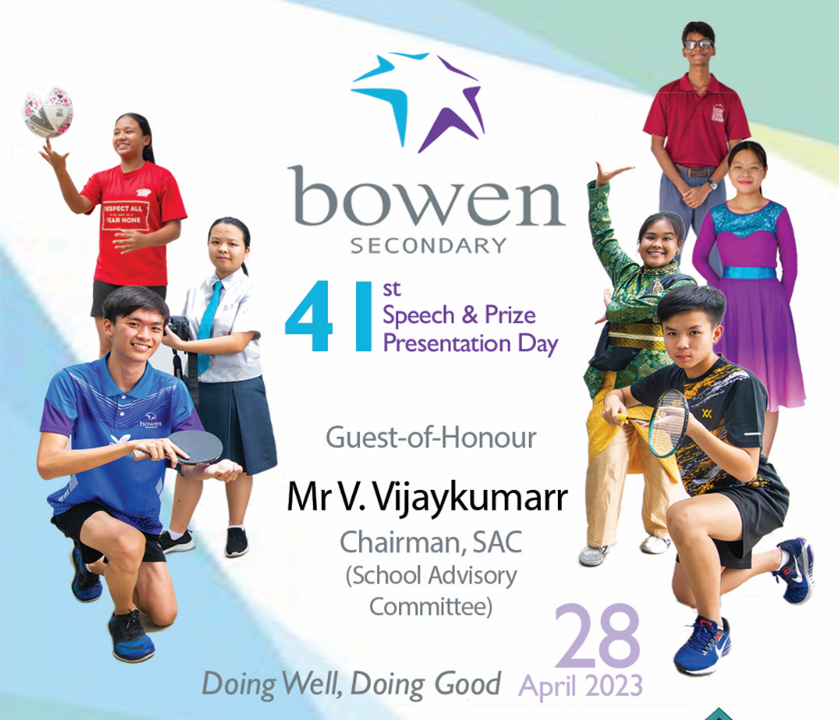 bowen
SECONDARY
41st
Speech & Prize
Presentation Day
RESPECT ALL
FEAR NONE
bowen
Guest-of-Honour
Mr V. Vijaykumarr
Chairman, SAC
(School Advisory
Committee)
28
April 2023
Doing Well, Doing Good